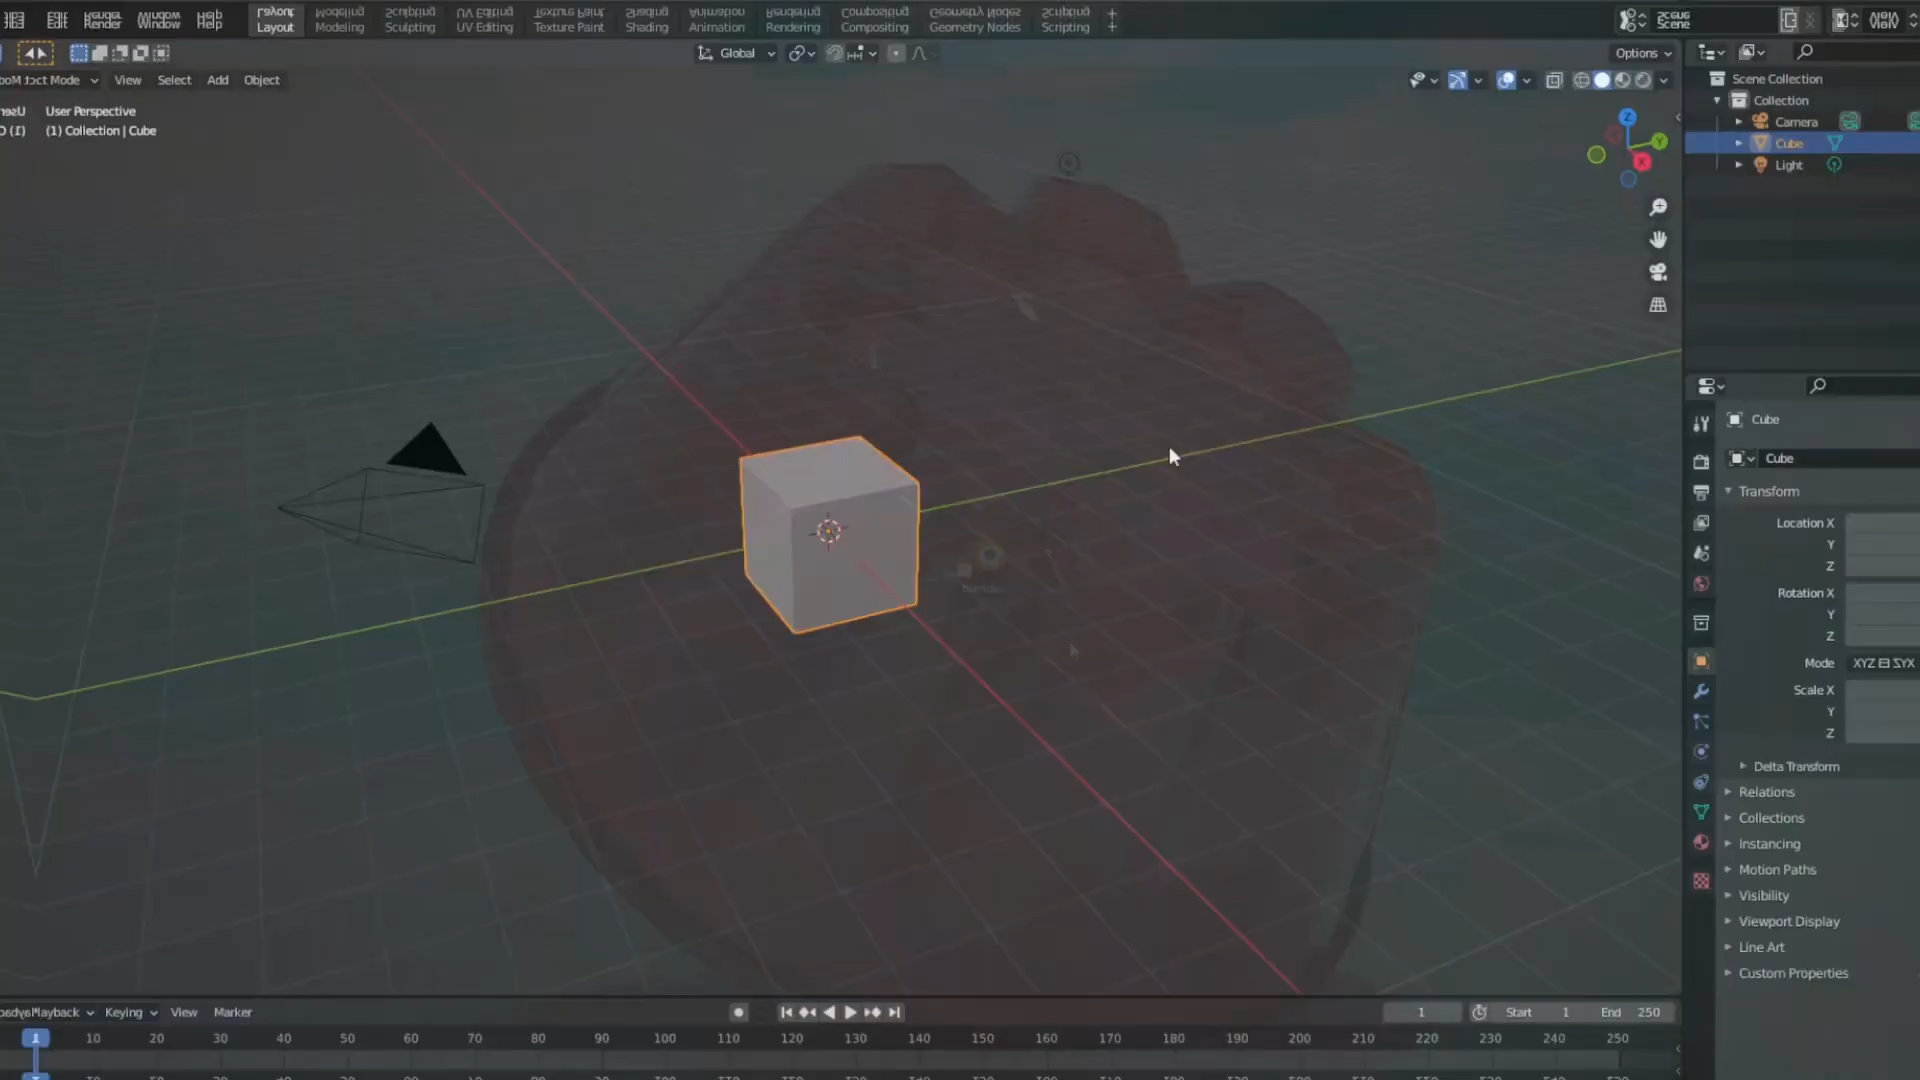 Edit Render Window Help Layout Modeling Sculpting UV Editing Texture Paint Shading Animation Rendering Compositing Geometry Nodes Scripting + Scene
Global Options
Mode View Select Add Object
User Perspective
(1) Collection | Cube
Scene Collection
Collection
Camera
Cube
Light
Z
Y
X
Cube
Cube
Transform
Location X
Y
Z
Rotation X
Y
Z
Mode XYZ
Scale X
Y
Z
Delta Transform
Relations
Collections
Instancing
Motion Paths
Visibility
Viewport Display
Line Art
Custom Properties
blender
Playback Keying View Marker 1 Start 1 End 250
1 10 20 30 40 50 60 70 80 90 100 110 120 130 140 150 160 170 180 190 200 210 220 230 240 250